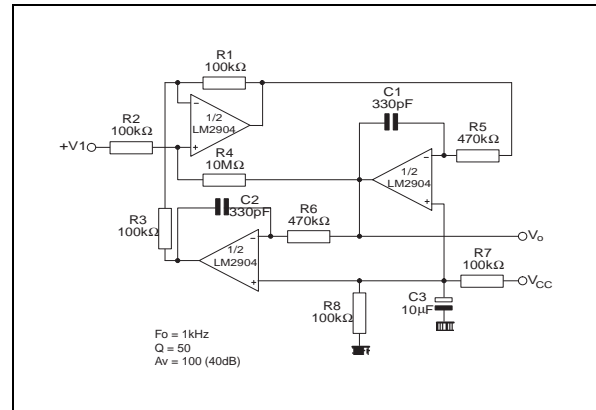 R1
100kΩ
C1
330pF
R2
100kΩ
1/2
LM2904
R5
470kΩ
+V1
R4
10MΩ
1/2
LM2904
C2
330pF
R3
100kΩ
R6
470kΩ
Vo
1/2
LM2904
R7
100kΩ
VCC
R8
100kΩ
C3
10µF
Fo = 1kHz
Q = 50
Av = 100 (40dB)